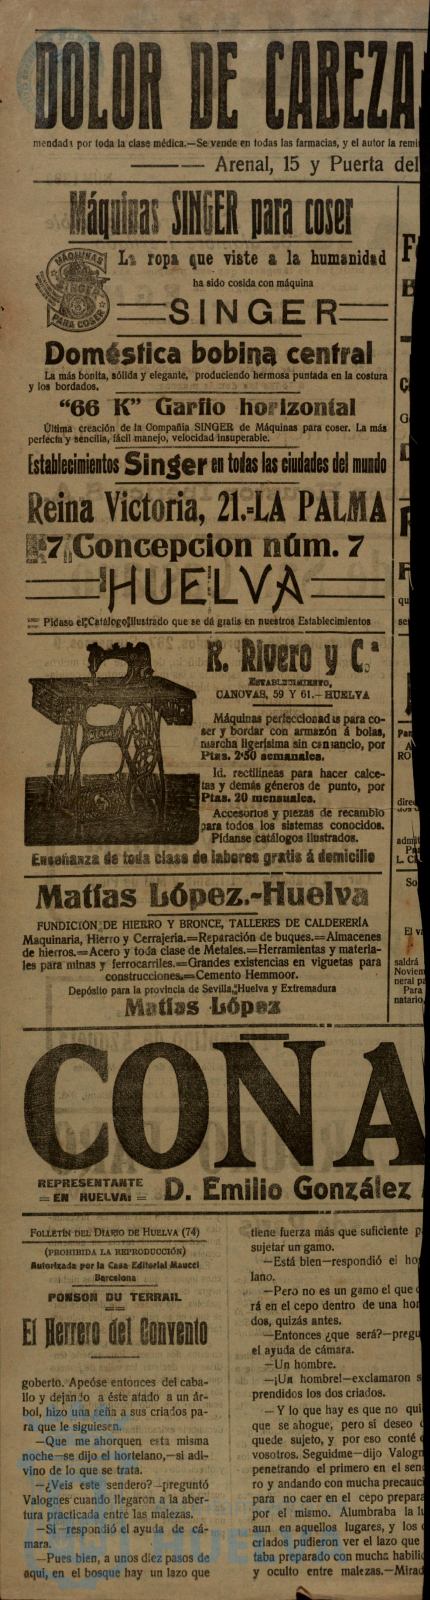 DOLOR DE CABEZA
mendada por toda la clase médica.—Se vende en todas las farmacias, y el autor la remi
Arenal, 15 y Puerta del
Máquinas SINGER para coser
MAQUINAS
SINGER
PARA COSER
La ropa que viste a la humanidad
ha sido cosida con máquina
SINGER
Doméstica bobina central
La más bonita, sólida y elegante, produciendo hermosa puntada en la costura
y los bordados.
"66 K" Garfio horizontal
Última creación de la Compañia SINGER de Máquinas para coser. La más
perfecta y sencilla, fácil manejo, velocidad insuperable.
Establecimientos Singer en todas las ciudades del mundo
Reina Victoria, 21.=LA PALMA
7, Concepcion núm. 7
HUELVA
Pídase el Catálogo Ilustrado que se dá gratis en nuestros Establecimientos
R. Rivero y C.ª
ESTABLECIMIENTO,
CANOVAS, 59 Y 61.—HUELVA
Máquinas perfeccionadas para co-
ser y bordar con armazón á bolas,
marcha ligerísima sin cansancio, por
Ptas. 2'50 semanales.
Id. rectilíneas para hacer calce-
tas y demás géneros de punto, por
Ptas. 20 mensuales.
Accesorios y piezas de recambio
para todos los sistemas conocidos.
Pídanse catálogos ilustrados.
Enseñanza de toda clase de labores gratis á domicilio
Matías López.-Huelva
FUNDICIÓN DE HIERRO Y BRONCE, TALLERES DE CALDERERÍA
Maquinaria, Hierro y Cerrajería.=Reparación de buques.=Almacenes
de hierros.=Acero y toda clase de Metales.=Herramientas y materia-
les para minas y ferrocarriles.=Grandes existencias en viguetas para
construcciones.=Cemento Hemmoor.
Depósito para la provincia de Sevilla, Huelva y Extremadura
Matías López
COÑA
REPRESENTANTE
= EN HUELVA: =
D. Emilio González
FOLLETÍN DEL DIARIO DE HUELVA (74)
(PROHIBIDA LA REPRODUCCIÓN)
Autorizada por la Casa Editorial Maucci
Barcelona
PONSON DU TERRAIL
El Herrero del Convento
goberto. Apeóse entonces del caba-
llo y dejando a éste atado a un ár-
bol, hizo una seña a sus criados pa-
ra que le siguiesen.
—Que me ahorquen esta misma
noche—se dijo el hortelano,—si adi-
vino de lo que se trata.
—¿Veis este sendero?—preguntó
Valognes cuando llegaron a la aber-
tura practicada entre las malezas.
—Sí—respondió el ayuda de cá-
mara.
—Pues bien, a unos diez pasos de
aquí, en el bosque hay un lazo que
tiene fuerza más que suficiente p
sujetar un gamo.
—Está bien—respondió el ho
lano.
—Pero no es un gamo el que
rá en el cepo dentro de una ho
dos, quizás antes.
—Entonces ¿que será?—pregu
el ayuda de cámara.
—Un hombre.
—¡Un hombre!—exclamaron s
prendidos los dos criados.
—Y lo que hay es que no qui
que se ahogue, pero sí deseo
quede sujeto, y por eso conté
vosotros. Seguidme—dijo Valogn
penetrando el primero en el sen
ro y andando con mucha precauc
para no caer en el cepo prepara
por el mismo. Alumbraba la l
aun en aquellos lugares, y los
criados pudieron ver el lazo que
taba preparado con mucha habili
y oculto entre malezas.—Mirad